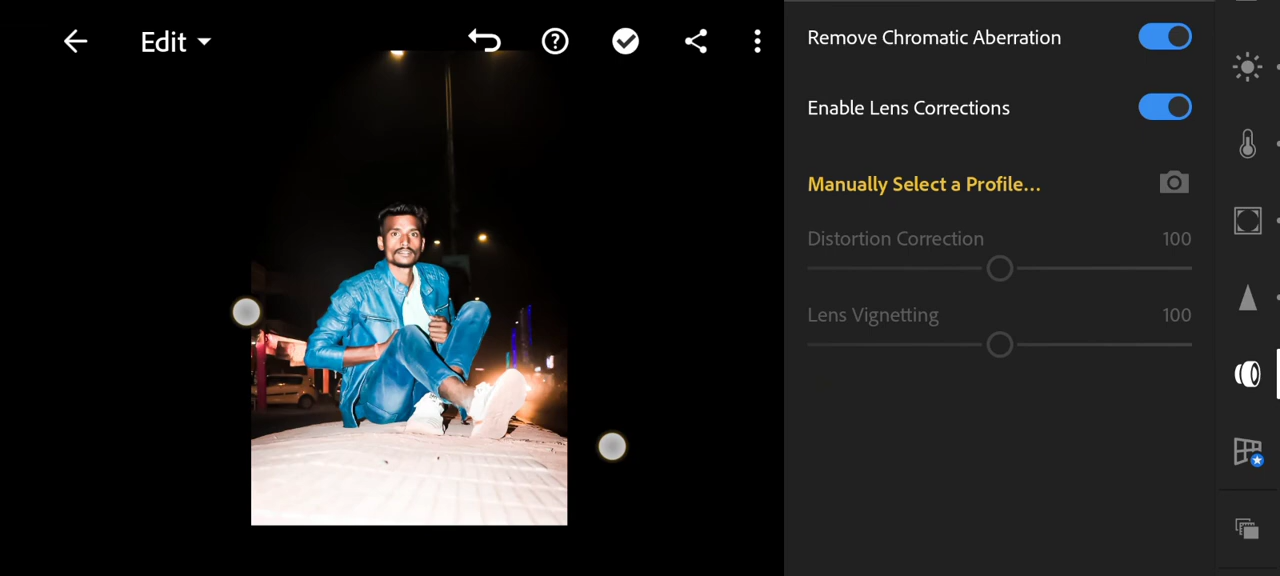 Edit
Remove Chromatic Aberration
Enable Lens Corrections
Manually Select a Profile...
Distortion Correction 100
Lens Vignetting 100